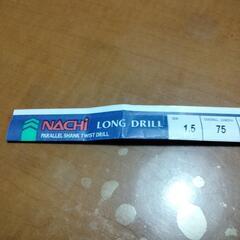 NACHi LONG DRILL
PARALLEL SHANK TWIST DRILL
1.5 75